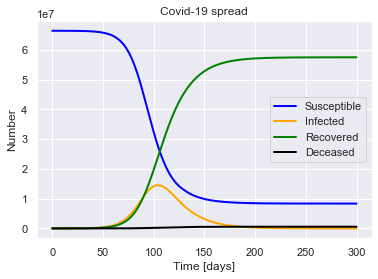 Covid-19 spread
1e7
6
5
4
3
2
1
0
Number
Susceptible
Infected
Recovered
Deceased
0 50 100 150 200 250 300
Time [days]